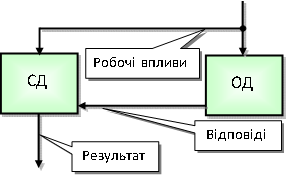 Робочі впливи
СД
ОД
Відповіді
Результат